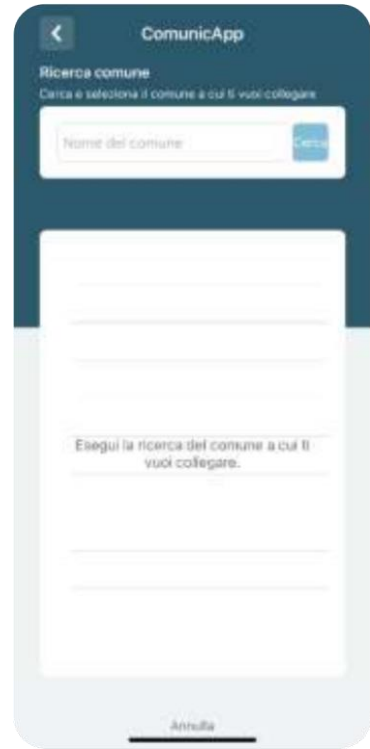 ComunicApp
Ricerca comune
Cerca e seleziona il comune a cui ti vuoi collegare
Nome del comune
Cerca
Esegui la ricerca del comune a cui ti
vuoi collegare.
Annulla